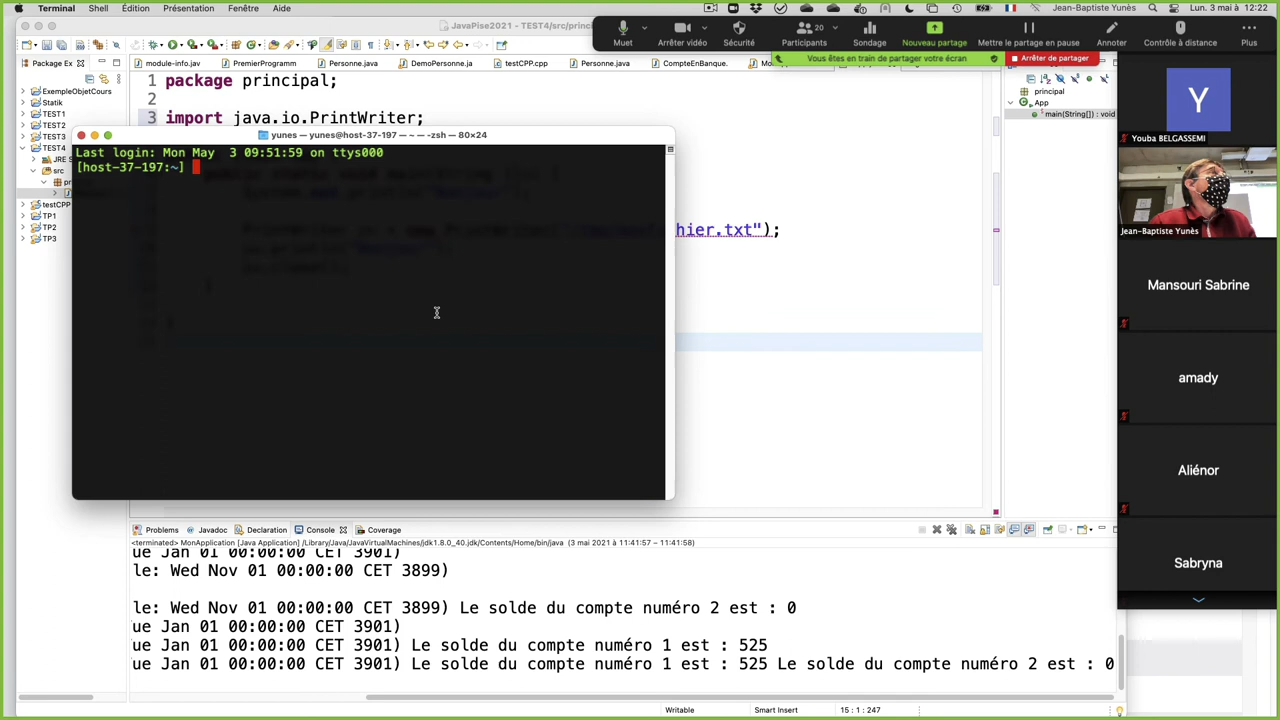 Terminal Shell Édition Présentation Fenêtre Aide Jean-Baptiste Yunès Lun. 3 mai à 12:22
JavaPise2021 - TEST4/src/princ
Muet Arrêter vidéo Sécurité Participants 20 Sondage Nouveau partage Mettre le partage en pause Annoter Contrôle à distance Plus
Vous êtes en train de partager votre écran Arrêter de partager
Package Ex module-info.java PremierProgramm Personne.java DemoPersonne.ja testCPP.cpp Personne.java CompteEnBanque.
ExempleObjetCours
Statik
TEST1
TEST2
TEST3
TEST4
JRE S
src
pr
testCPP
TP1
TP2
TP3
1 package principal;
2
3 import java.io.PrintWriter;
yunes — yunes@host-37-197 — ~ — -zsh — 80×24
Last login: Mon May 3 09:51:59 on ttys000
[host-37-197:~]
hier.txt");
principal
App
main(String[]) : void
Y
Youba BELGASSEMI
Jean-Baptiste Yunès
Mansouri Sabrine
amady
Aliénor
Sabryna
Problems Javadoc Declaration Console Coverage
<terminated> MonApplication [Java Application] /Library/Java/JavaVirtualMachines/jdk1.8.0_40.jdk/Contents/Home/bin/java (3 mai 2021 à 11:41:57 – 11:41:58)
ue Jan 01 00:00:00 CET 3901)
le: Wed Nov 01 00:00:00 CET 3899)
le: Wed Nov 01 00:00:00 CET 3899) Le solde du compte numéro 2 est : 0
ue Jan 01 00:00:00 CET 3901)
ue Jan 01 00:00:00 CET 3901) Le solde du compte numéro 1 est : 525
ue Jan 01 00:00:00 CET 3901) Le solde du compte numéro 1 est : 525 Le solde du compte numéro 2 est : 0
Writable Smart Insert 15 : 1 : 247